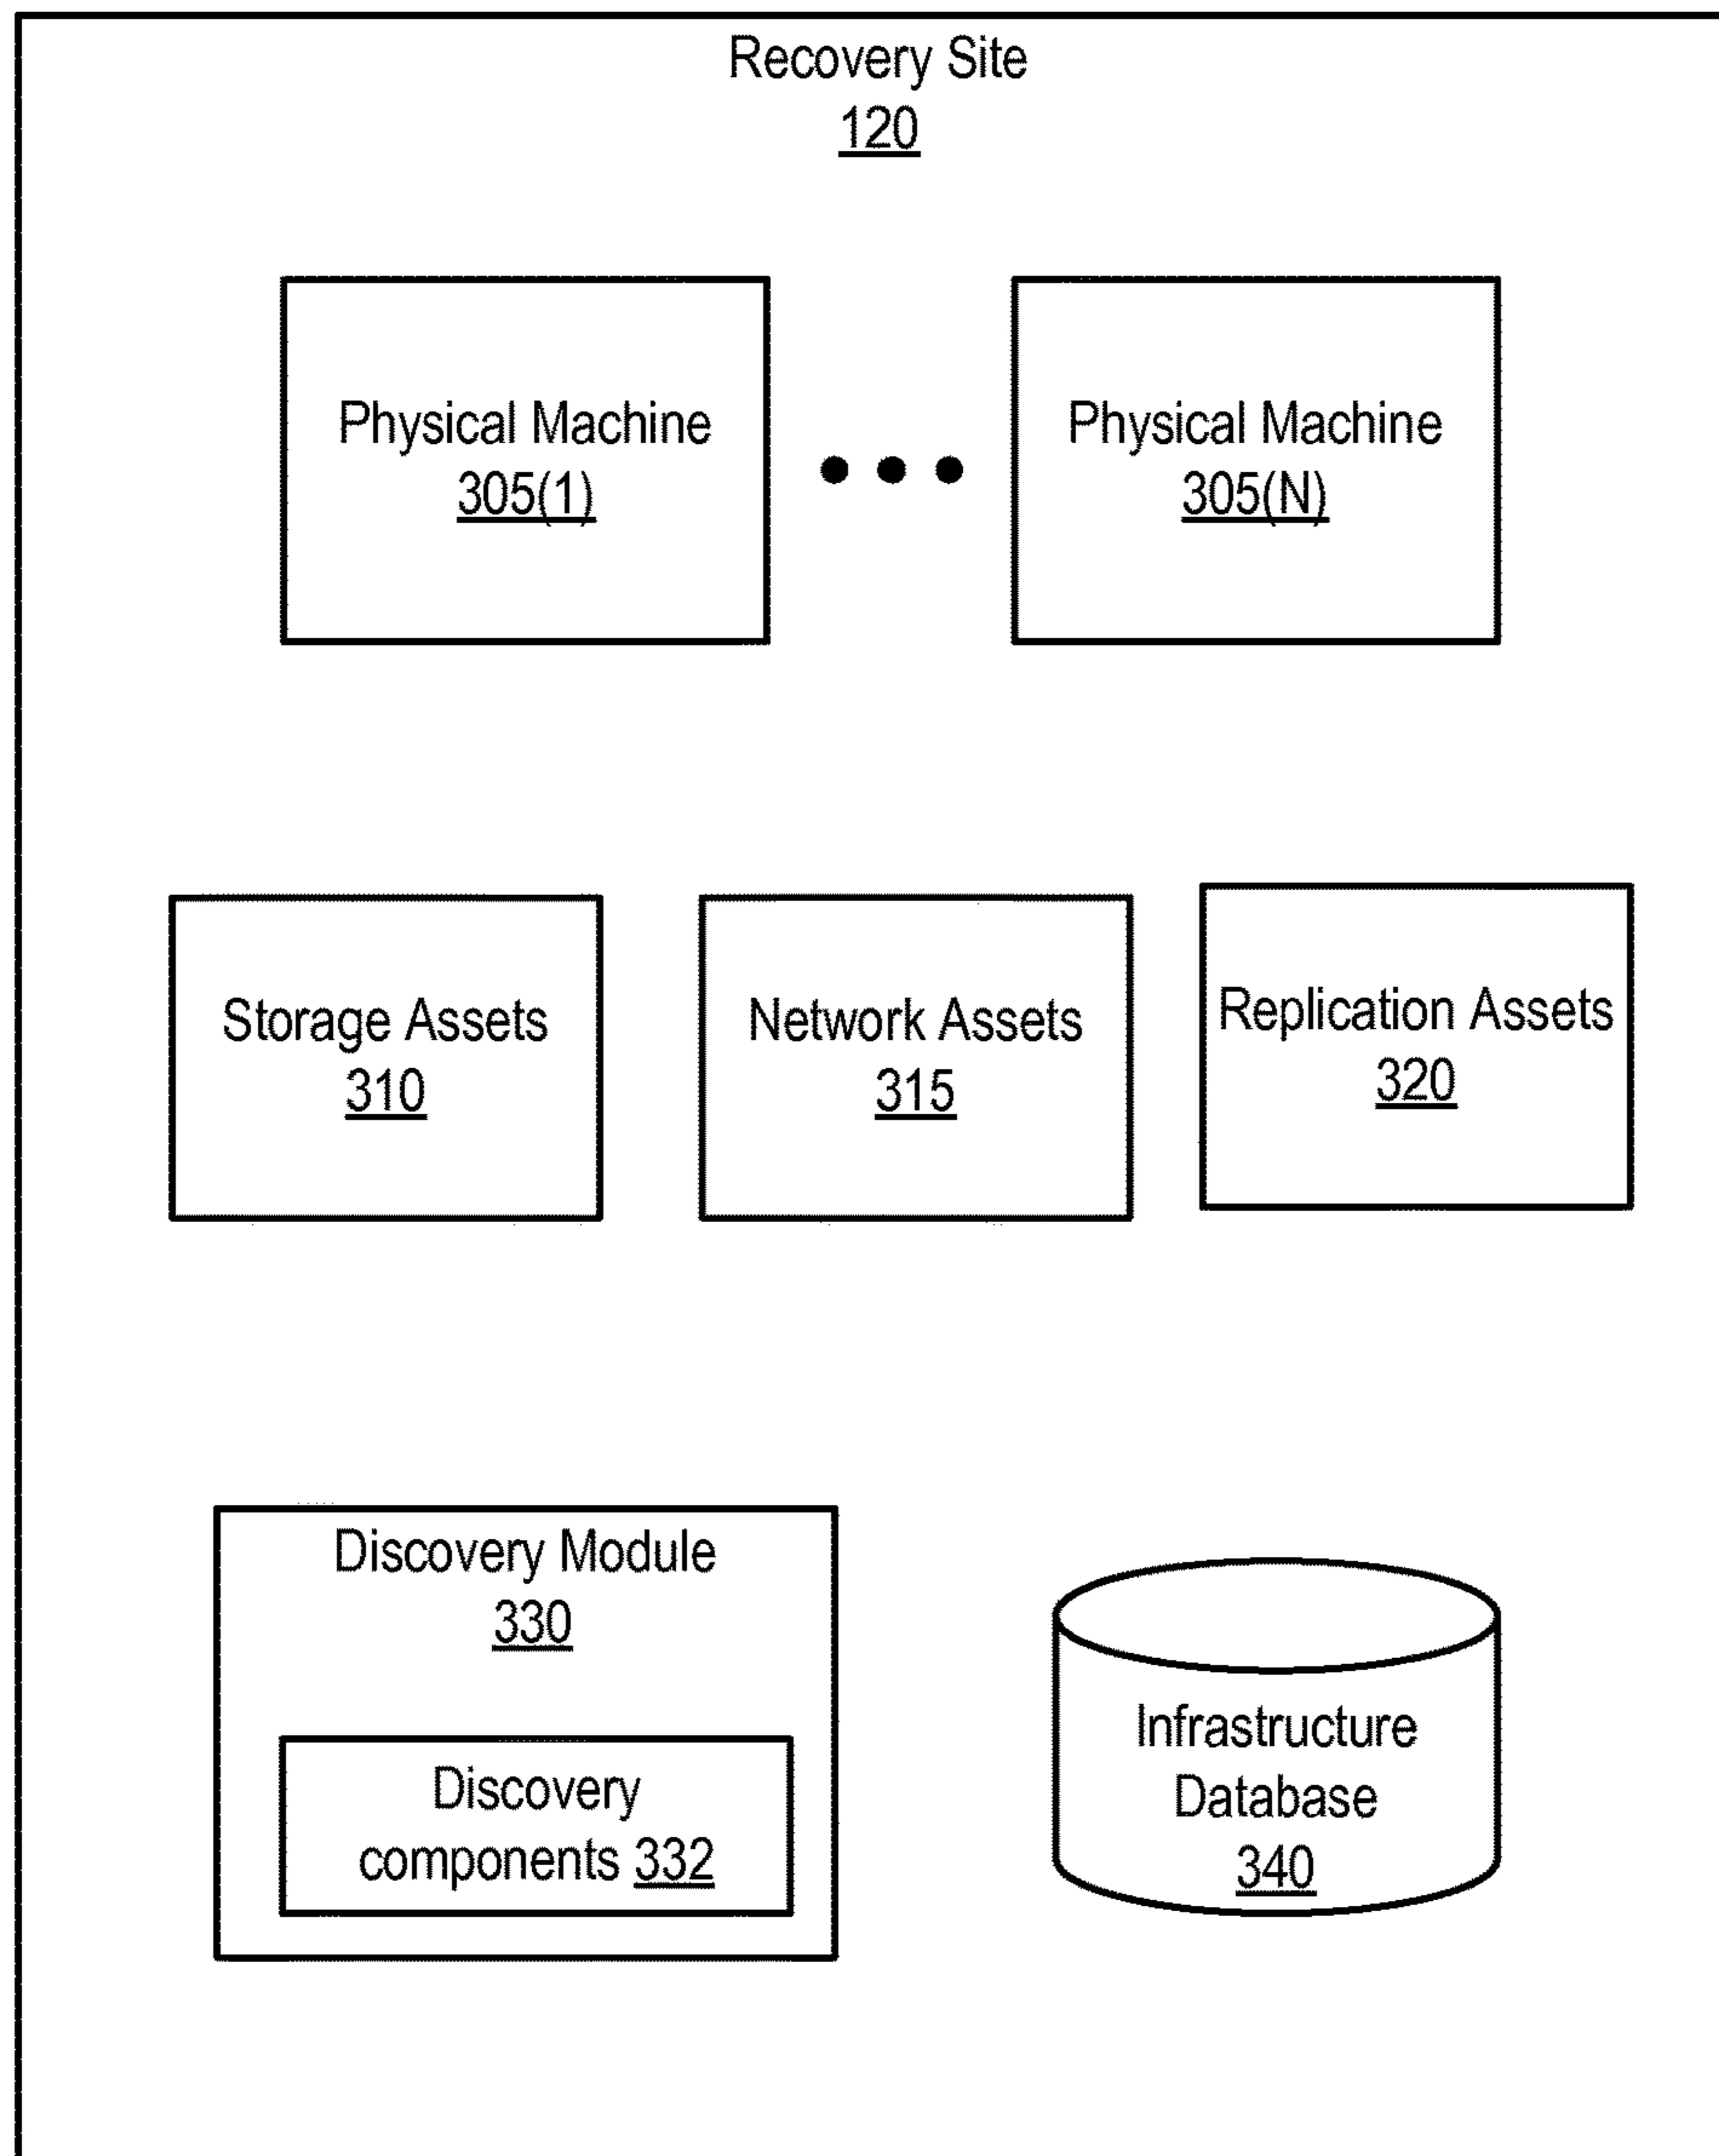 Recovery Site
120
Physical Machine
305(1)
Physical Machine
305(N)
Storage Assets
310
Network Assets
315
Replication Assets
320
Discovery Module
330
Discovery
components 332
Infrastructure
Database
340